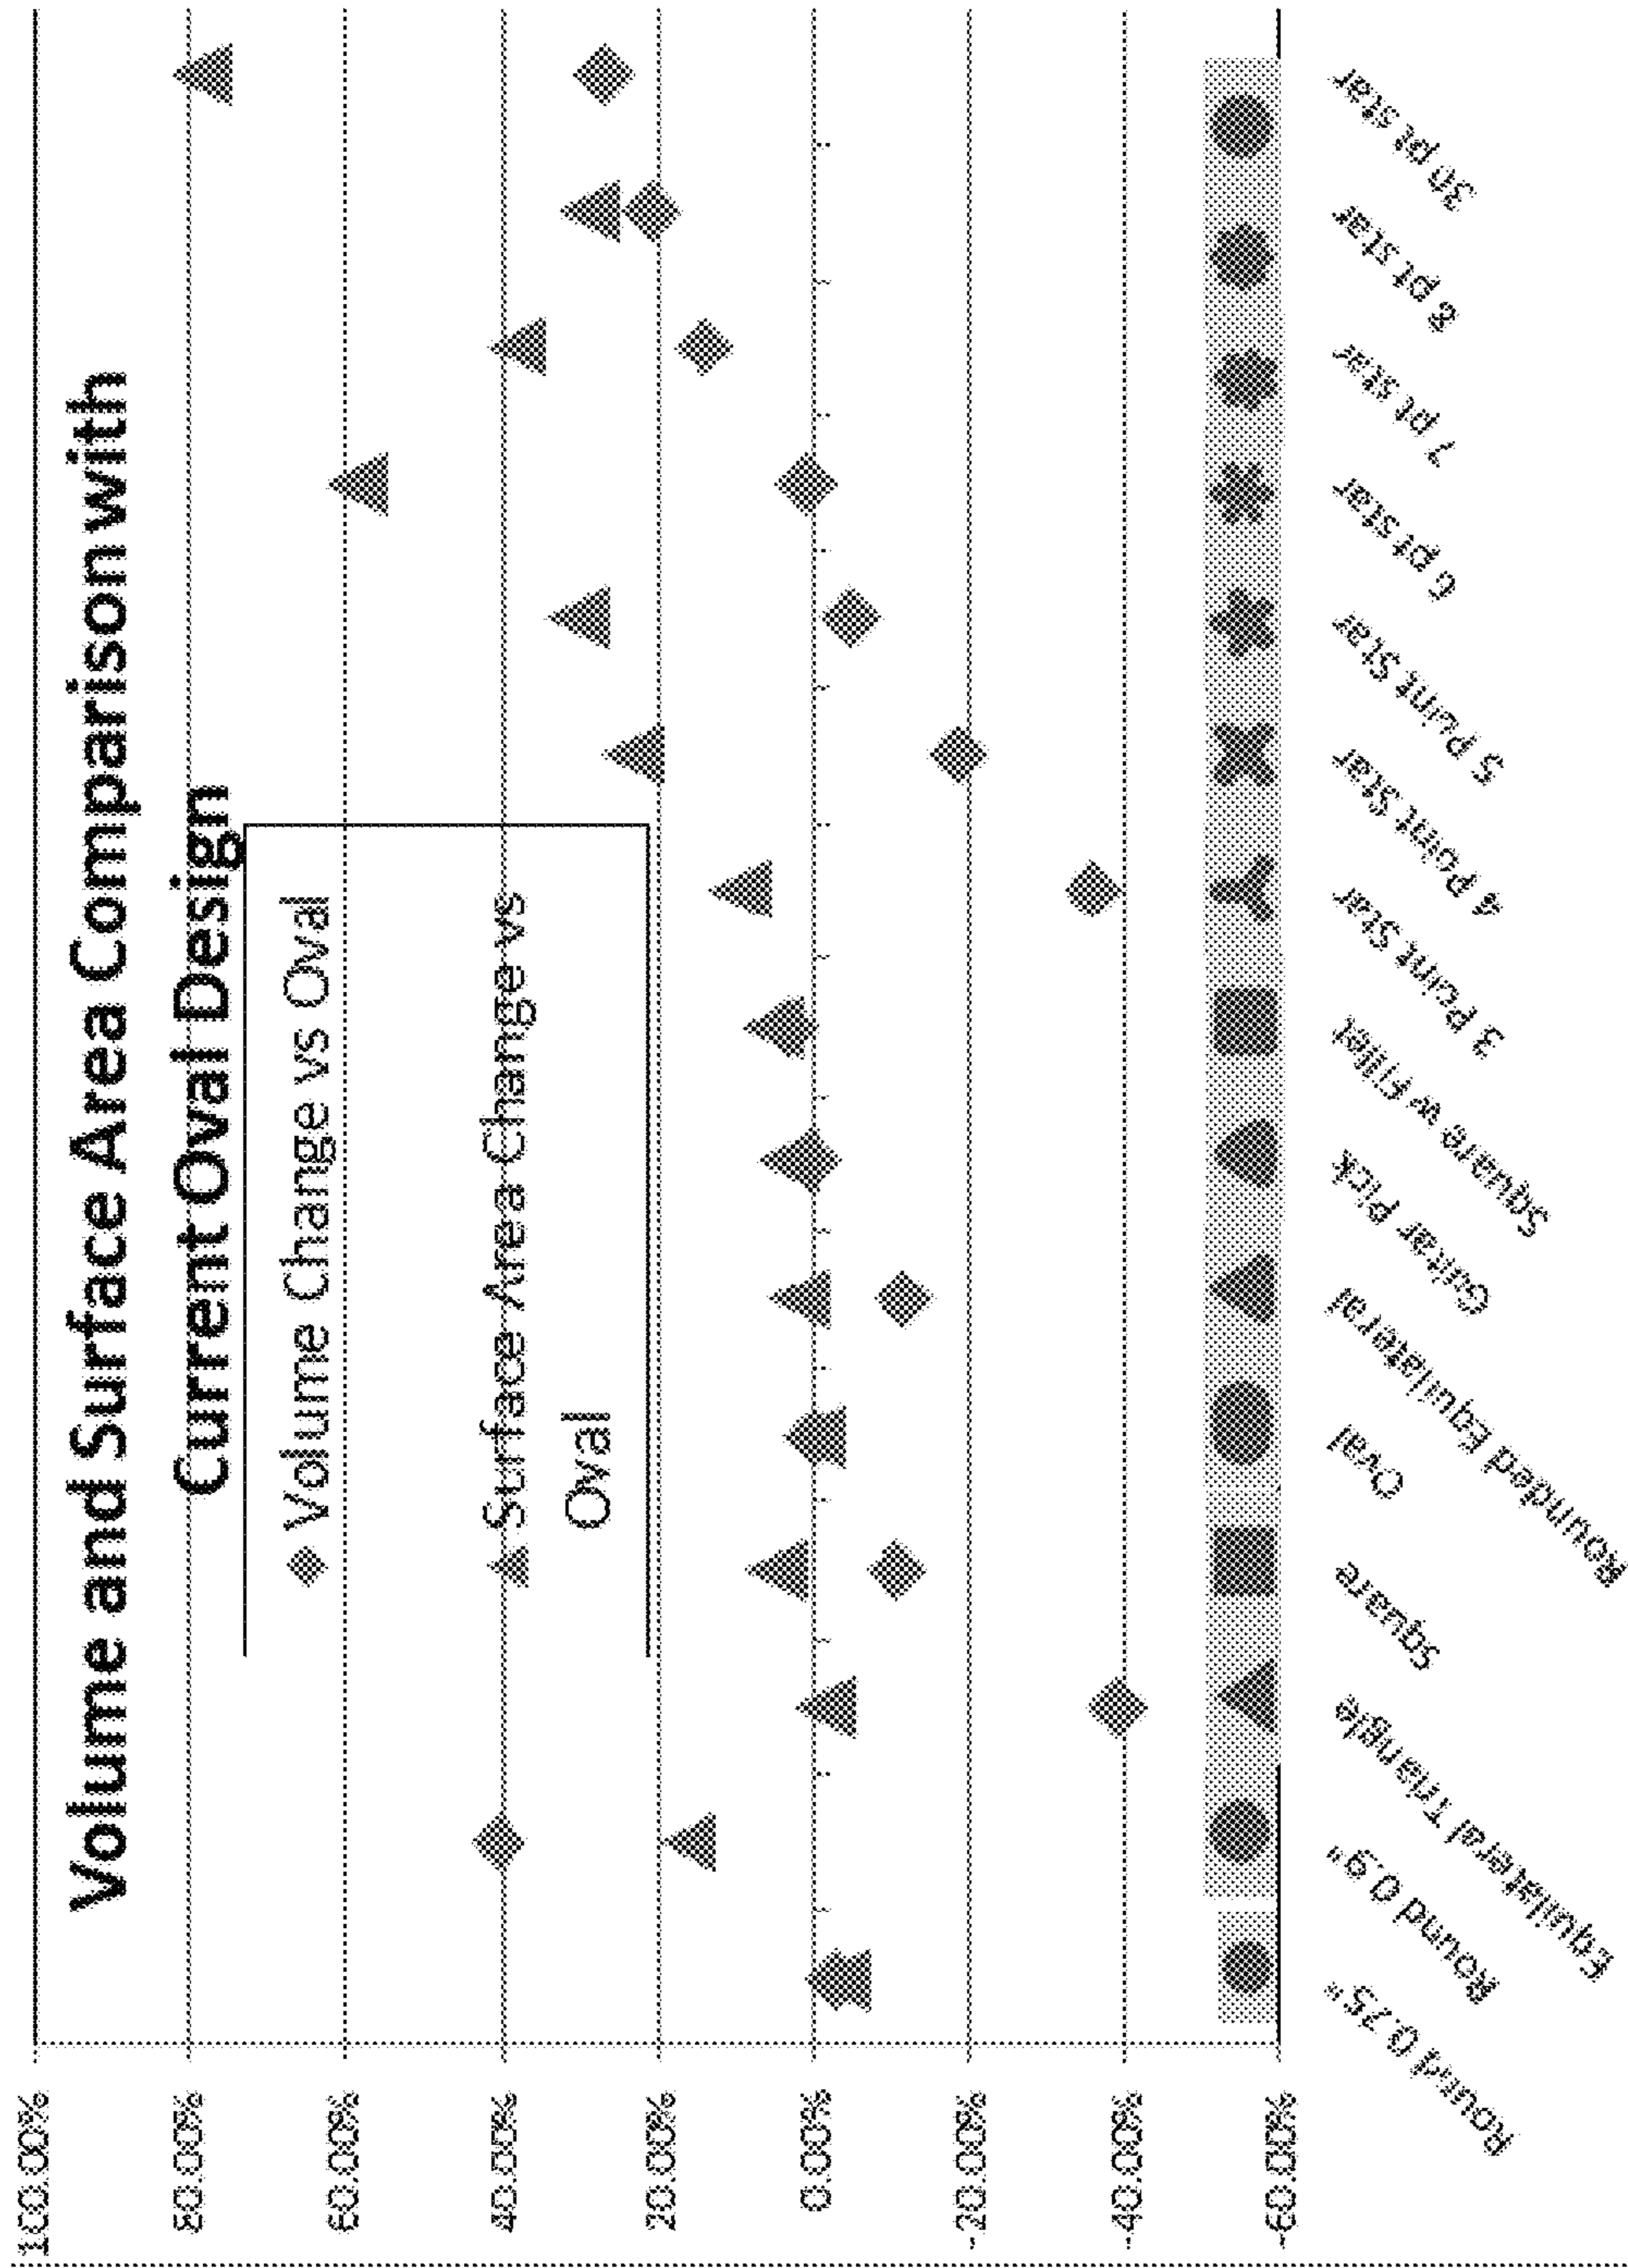 Volume and Surface Area Comparison with
Current Oval Design
Volume Change vs Oval
Surface Area Change vs
Oval
100.00%
80.00%
60.00%
40.00%
20.00%
0.00%
-20.00%
-40.00%
-60.00%
Round 0.75"
Round 0.9"
Equilateral Triangle
Square
Oval
Rounded Equilateral
Guitar Pick
Square w Fillet
3 Point Star
4 Point Star
5 Point Star
6 pt star
7 pt star
8 pt star
30 pt star